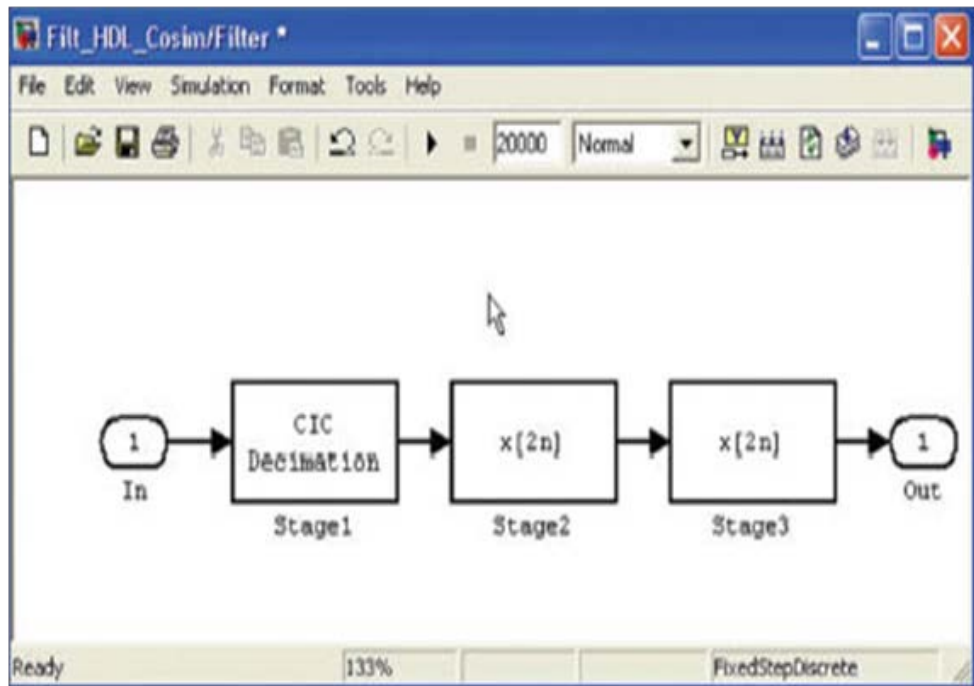 Filt_HDL_Cosim/Filter *
File Edit View Simulation Format Tools Help
20000 Normal
1
In
CIC
Decimation
Stage1
x[2n]
Stage2
x[2n]
Stage3
1
Out
Ready 133% FixedStepDiscrete